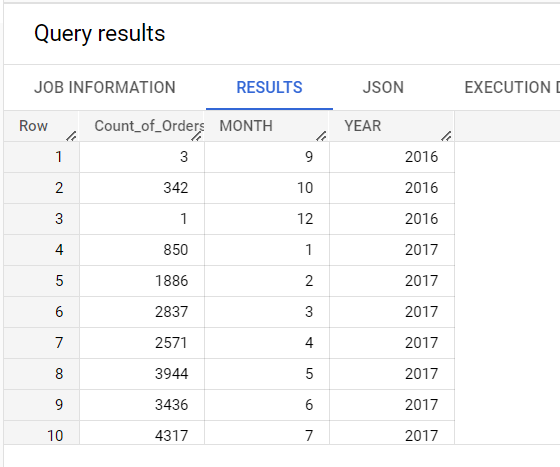 Query results
JOB INFORMATION RESULTS JSON EXECUTION D
Row Count_of_Orders MONTH YEAR
1 3 9 2016
2 342 10 2016
3 1 12 2016
4 850 1 2017
5 1886 2 2017
6 2837 3 2017
7 2571 4 2017
8 3944 5 2017
9 3436 6 2017
10 4317 7 2017